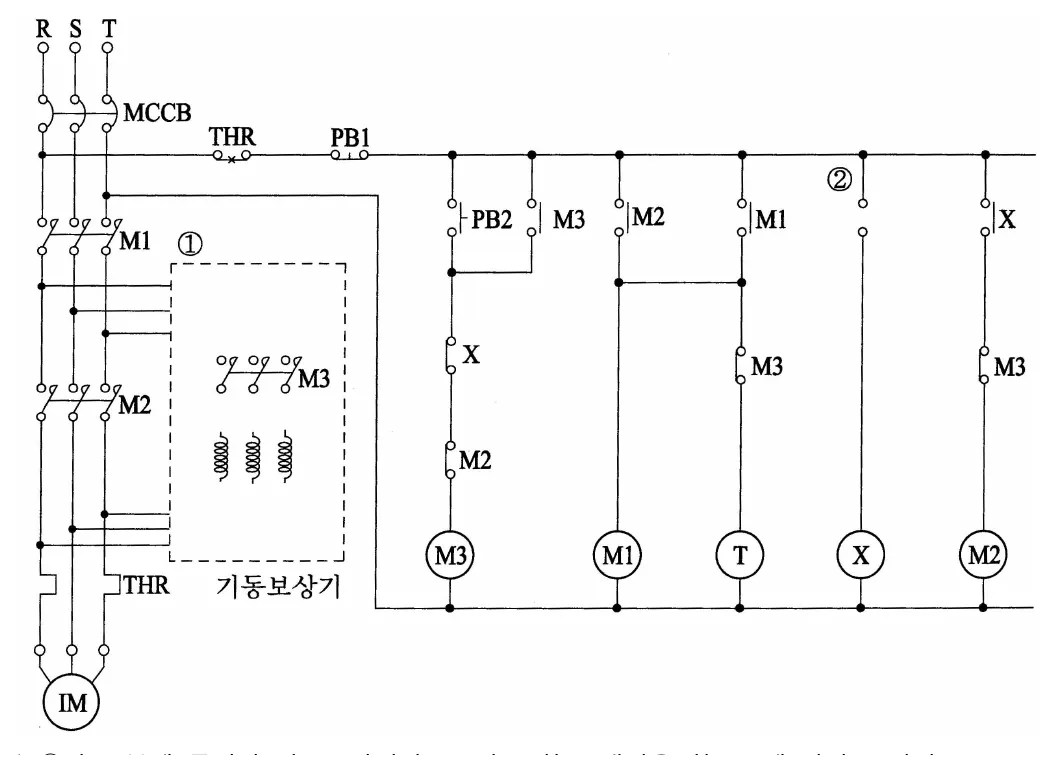 R S T
MCCB
THR PB1
②
PB2 M3 M2 M1 X
M1
①
X M3 M3
M3
M2
M2
M3 M1 T X M2
THR
기동보상기
IM